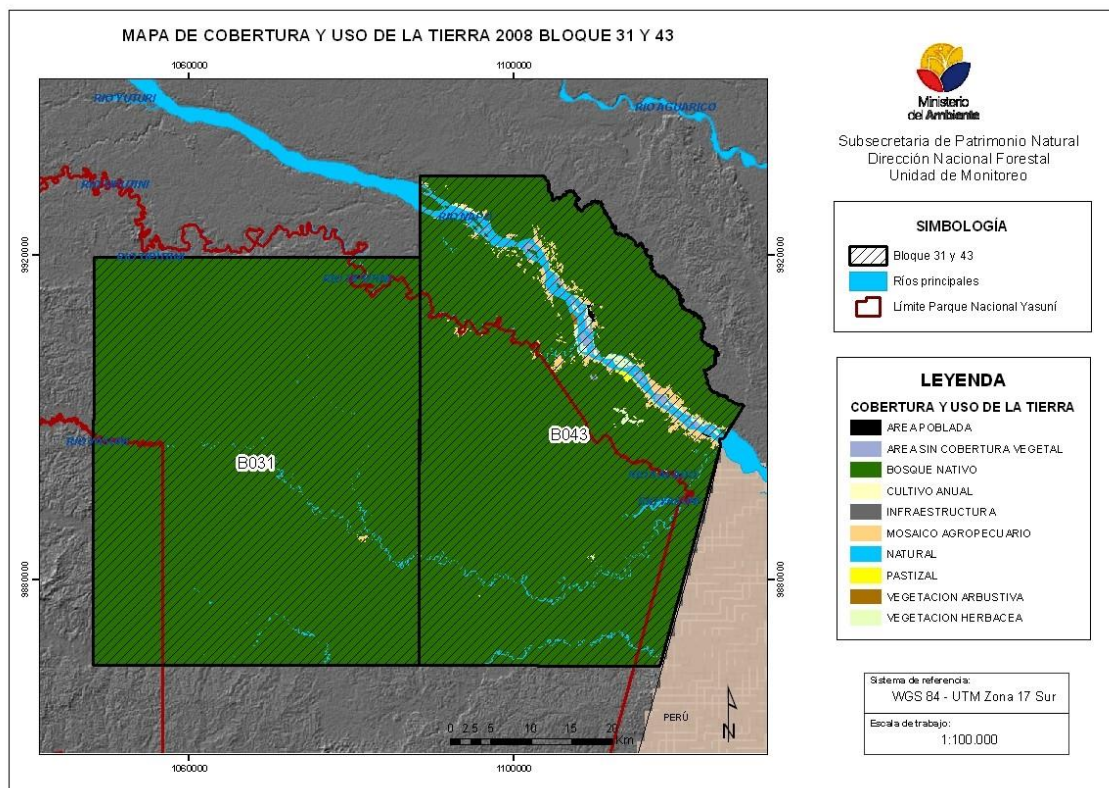 MAPA DE COBERTURA Y USO DE LA TIERRA 2008 BLOQUE 31 Y 43
1060000
1100000
RIO YUTURI
RIO AGUARICO
9920000
9920000
B031
B043
9880000
9880000
PERÚ
0 2.5 5 10 15 20
Km
N
1060000
1100000
Ministerio
del Ambiente
Subsecretaria de Patrimonio Natural
Dirección Nacional Forestal
Unidad de Monitoreo
SIMBOLOGÍA
Bloque 31 y 43
Ríos principales
Límite Parque Nacional Yasuní
LEYENDA
COBERTURA Y USO DE LA TIERRA
AREA POBLADA
AREA SIN COBERTURA VEGETAL
BOSQUE NATIVO
CULTIVO ANUAL
INFRAESTRUCTURA
MOSAICO AGROPECUARIO
NATURAL
PASTIZAL
VEGETACION ARBUSTIVA
VEGETACION HERBACEA
Sistema de referencia:
WGS 84 - UTM Zona 17 Sur
Escala de trabajo:
1:100.000